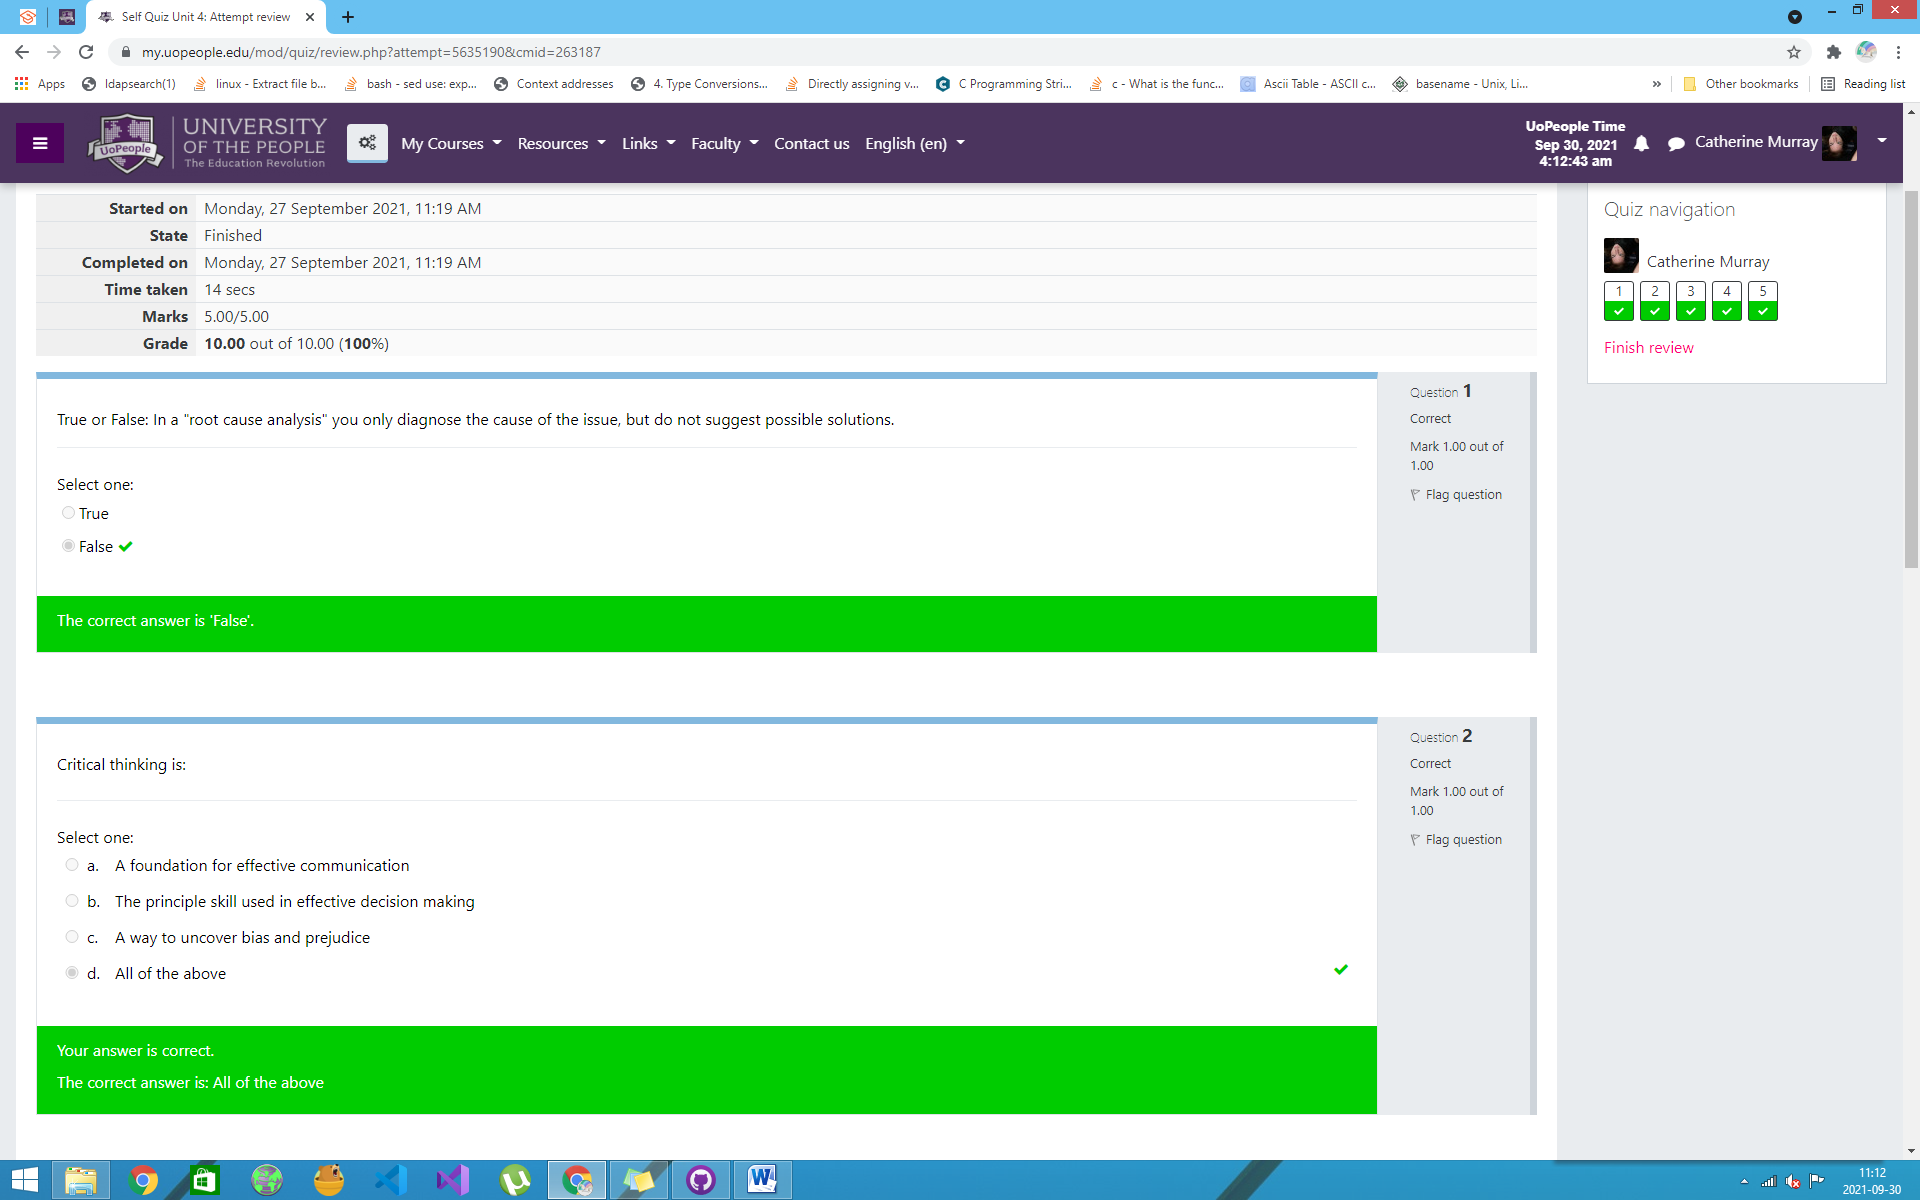 Self Quiz Unit 4: Attempt review
my.uopeople.edu/mod/quiz/review.php?attempt=5635190&cmid=263187
Apps
ldapsearch(1)
linux - Extract file b...
bash - sed use: exp...
Context addresses
4. Type Conversions...
Directly assigning v...
C Programming Stri...
c - What is the func...
Ascii Table - ASCII c...
basename - Unix, Li...
»
Other bookmarks
Reading list
UoPeople
UNIVERSITY
OF THE PEOPLE
The Education Revolution
My Courses
Resources
Links
Faculty
Contact us
English (en)
UoPeople Time
Sep 30, 2021
4:12:43 am
Catherine Murray
Started on Monday, 27 September 2021, 11:19 AM
State Finished
Completed on Monday, 27 September 2021, 11:19 AM
Time taken 14 secs
Marks 5.00/5.00
Grade 10.00 out of 10.00 (100%)
Quiz navigation
Catherine Murray
1 2 3 4 5
Finish review
True or False: In a "root cause analysis" you only diagnose the cause of the issue, but do not suggest possible solutions.
Select one:
True
False
The correct answer is 'False'.
Question 1
Correct
Mark 1.00 out of
1.00
Flag question
Critical thinking is:
Select one:
a. A foundation for effective communication
b. The principle skill used in effective decision making
c. A way to uncover bias and prejudice
d. All of the above
Your answer is correct.
The correct answer is: All of the above
Question 2
Correct
Mark 1.00 out of
1.00
Flag question
11:12
2021-09-30